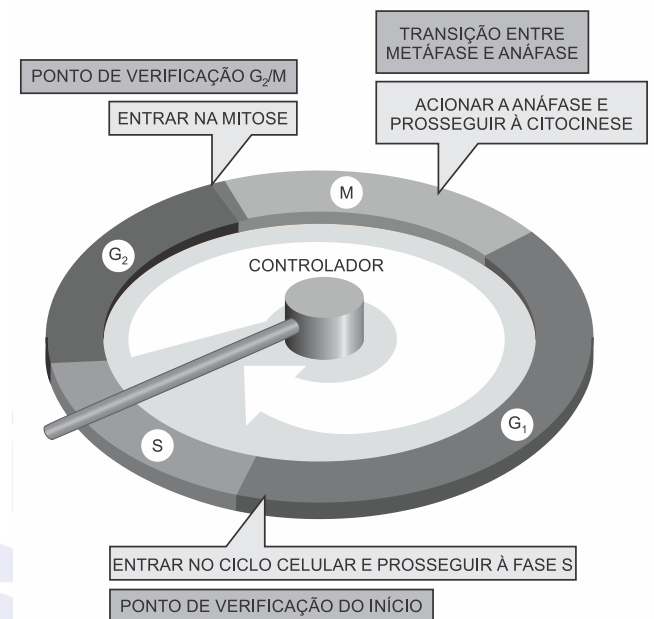 TRANSIÇÃO ENTRE
METÁFASE E ANÁFASE
PONTO DE VERIFICAÇÃO G₂/M
ACIONAR A ANÁFASE E
PROSSEGUIR À CITOCINESE
ENTRAR NA MITOSE
M
G₂
CONTROLADOR
G₁
S
ENTRAR NO CICLO CELULAR E PROSSEGUIR À FASE S
PONTO DE VERIFICAÇÃO DO INÍCIO